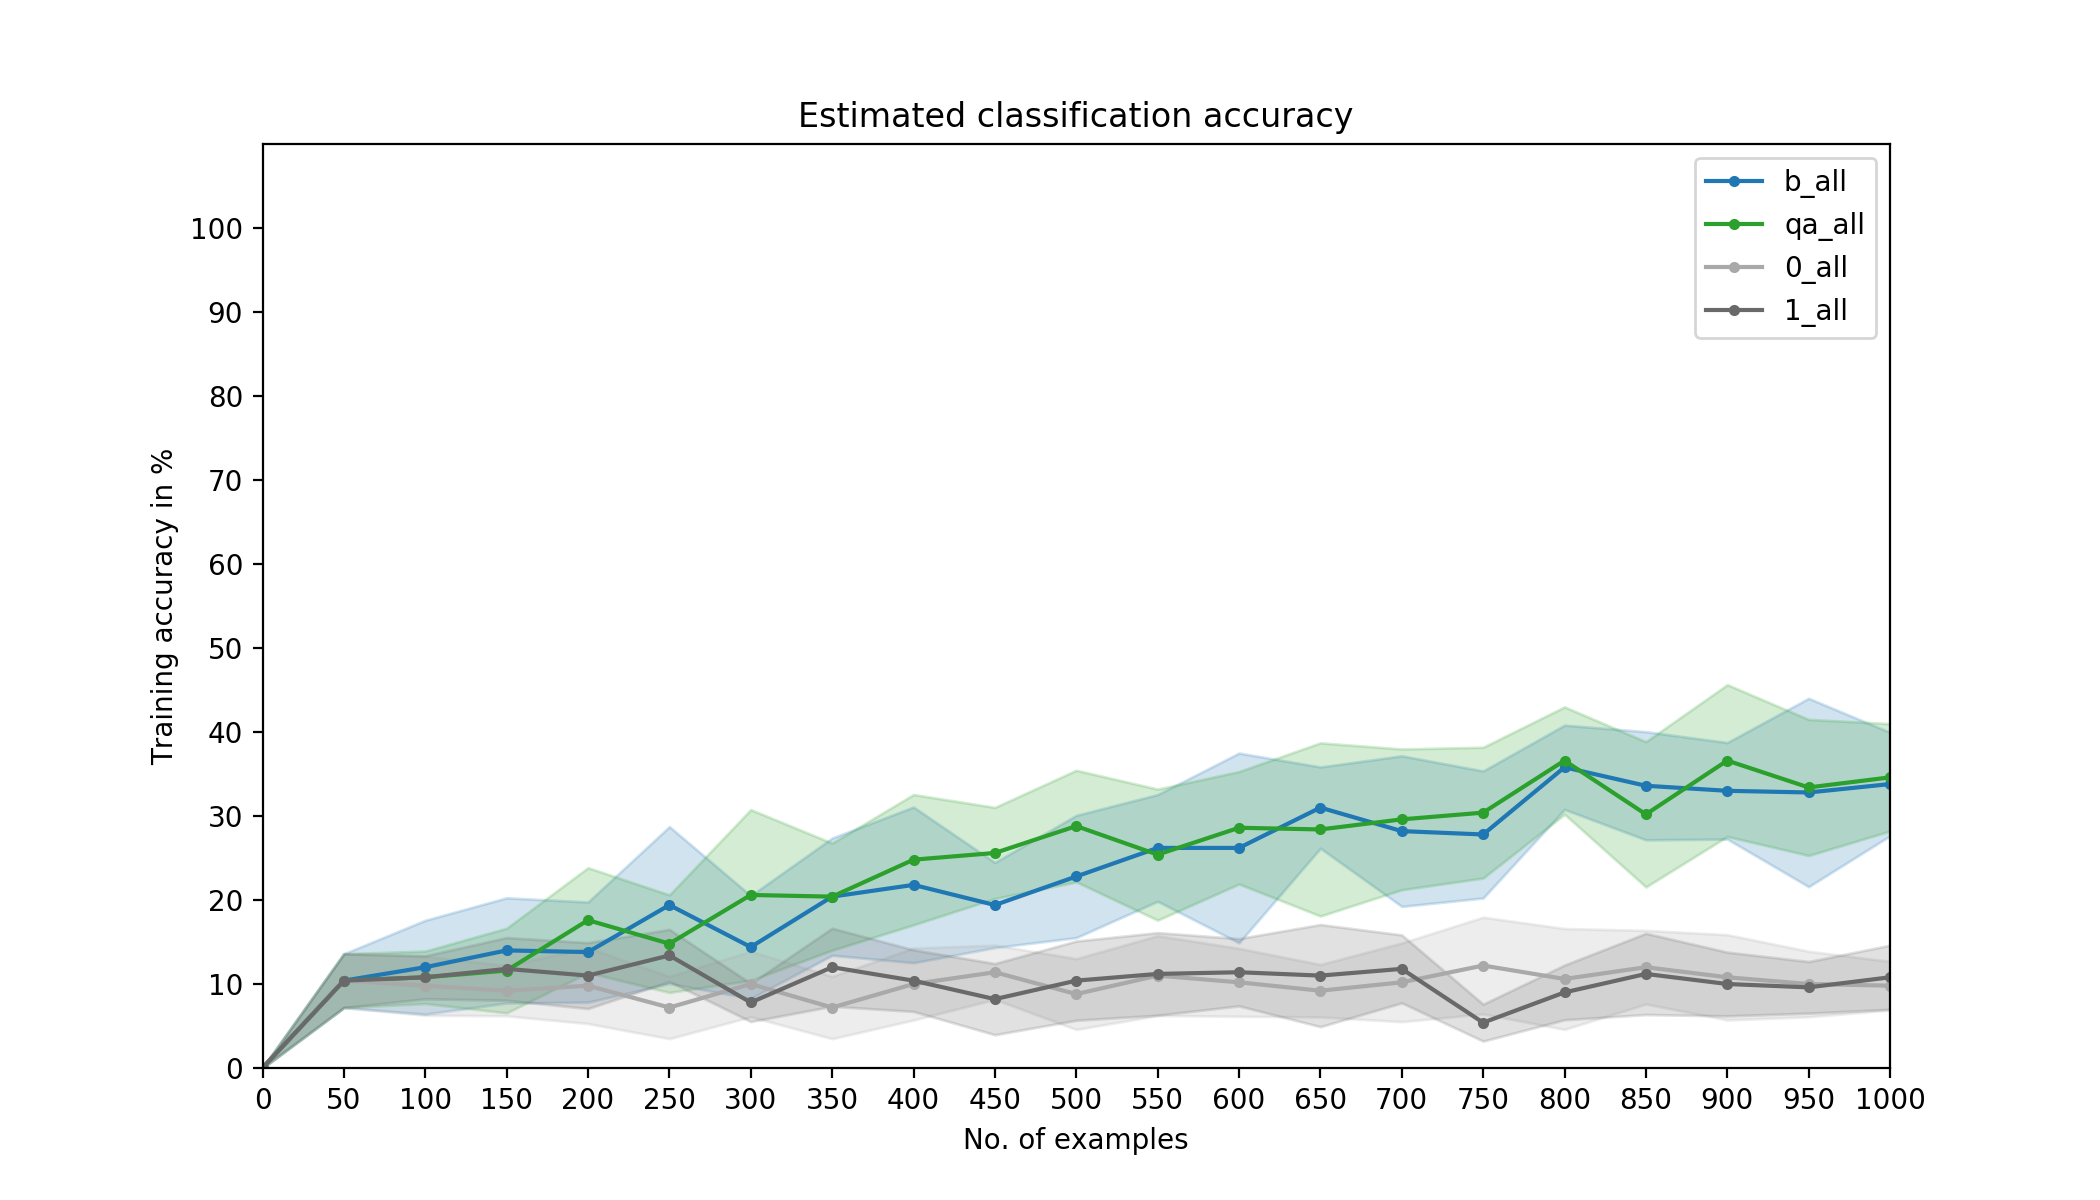 Estimated classification accuracy
b_all
qa_all
0_all
1_all
Training accuracy in %
100
90
80
70
60
50
40
30
20
10
0
0 50 100 150 200 250 300 350 400 450 500 550 600 650 700 750 800 850 900 950 1000
No. of examples